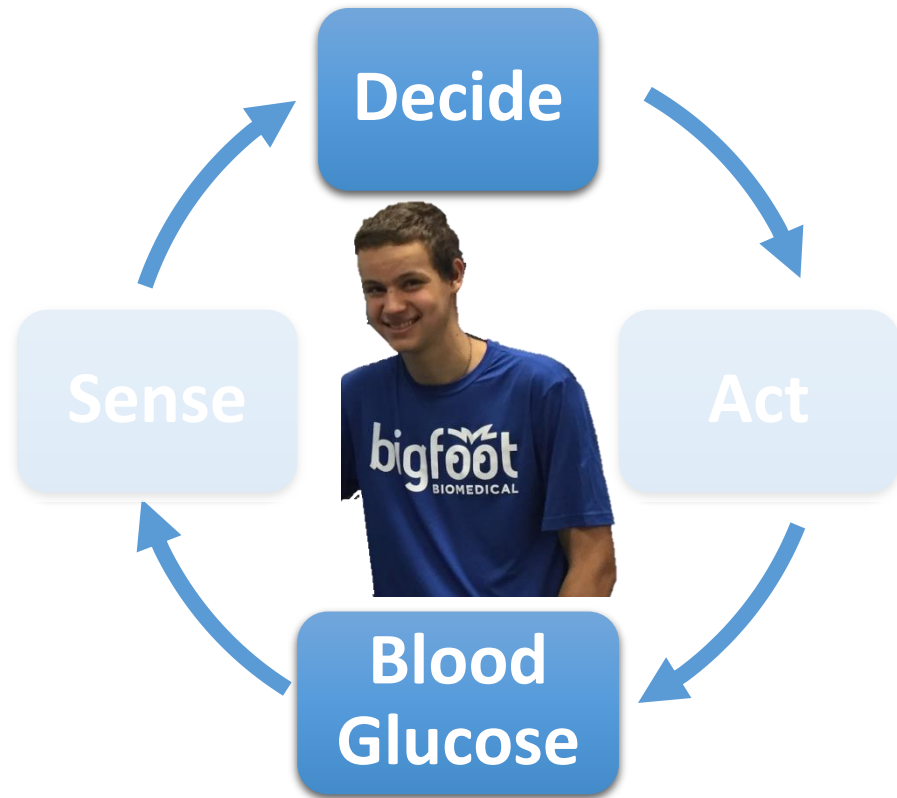 Decide
Sense
Act
bigfoot
BIOMEDICAL
Blood
Glucose